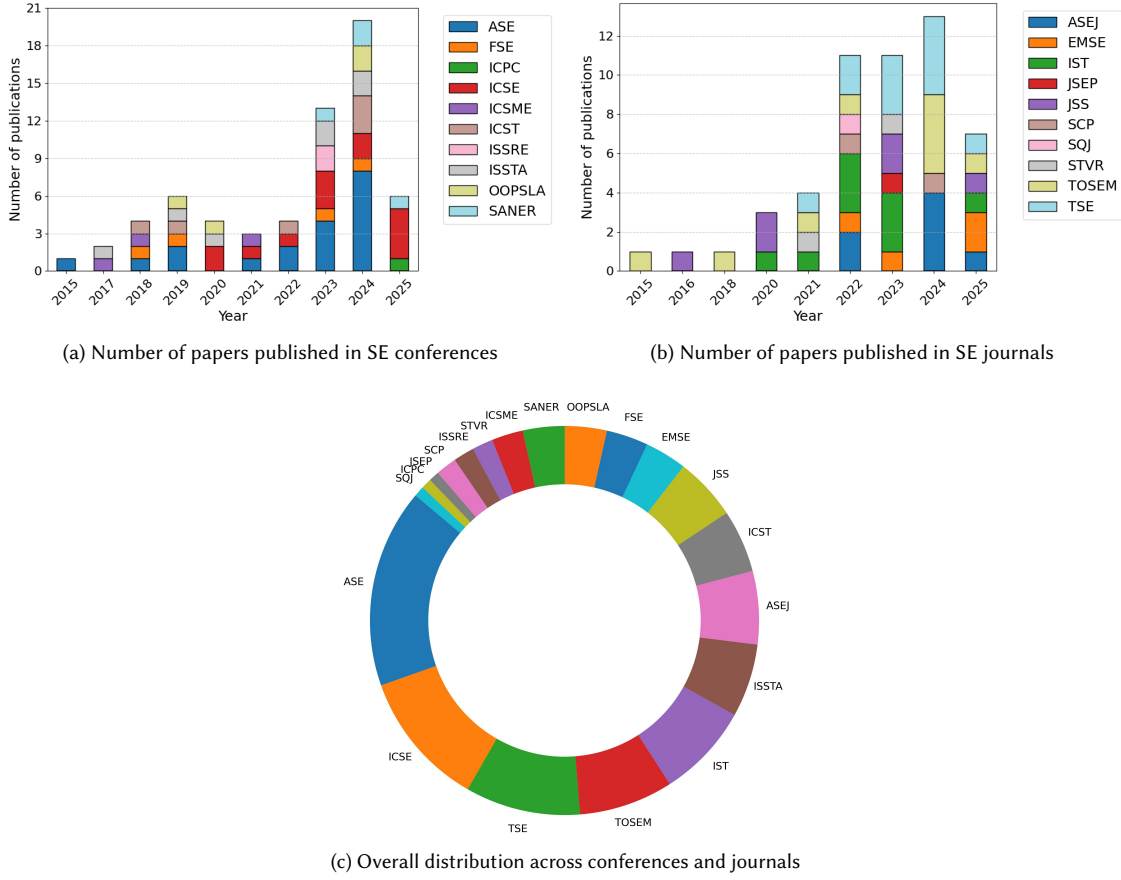 21
18
15
12
9
6
3
0
Number of publications
2015
2017
2018
2019
2020
2021
2022
2023
2024
2025
Year
ASE
FSE
ICPC
ICSE
ICSME
ICST
ISSRE
ISSTA
OOPSLA
SANER
(a) Number of papers published in SE conferences
12
10
8
6
4
2
0
Number of publications
2015
2016
2018
2020
2021
2022
2023
2024
2025
Year
ASEJ
EMSE
IST
JSEP
JSS
SCP
SQJ
STVR
TOSEM
TSE
(b) Number of papers published in SE journals
SANER
OOPSLA
FSE
EMSE
JSS
ICST
ASEJ
ISSTA
IST
TOSEM
TSE
ICSE
ASE
SQJ
ICPC
JSEP
SCP
ISSRE
STVR
ICSME
(c) Overall distribution across conferences and journals